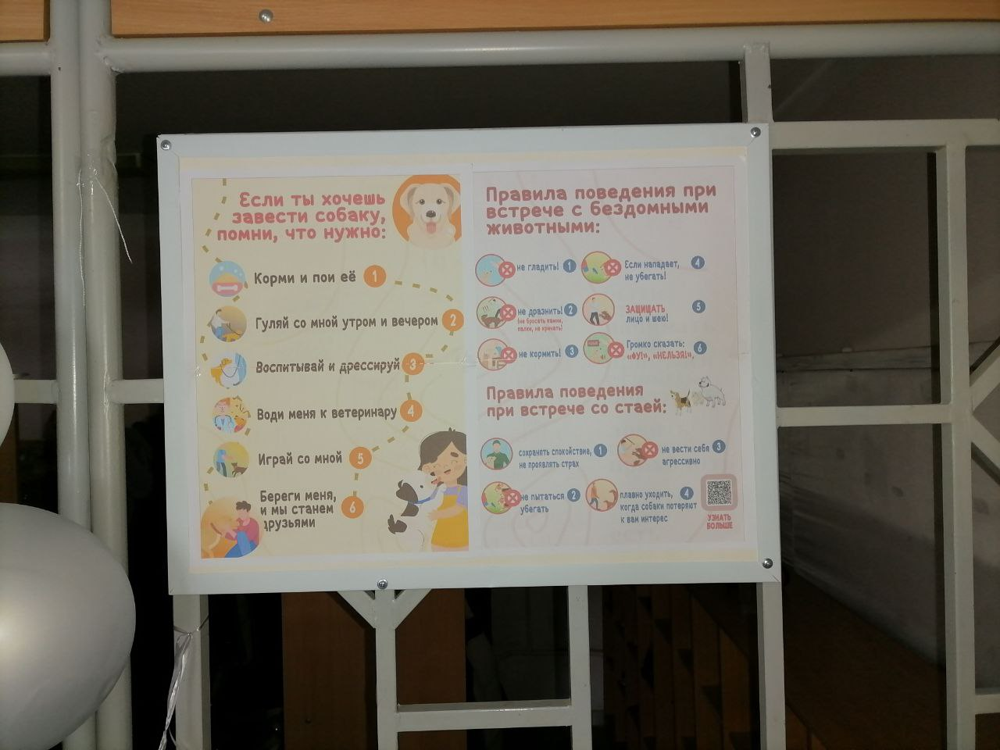 Если ты хочешь
завести собаку,
помни, что нужно:
Корми и пои её 1
Гуляй со мной утром и вечером 2
Воспитывай и дрессируй 3
Води меня к ветеринару 4
Играй со мной 5
Береги меня,
и мы станем 6
друзьями
Правила поведения при
встрече с бездомными
животными:
не гладить! 1
не дразнить! 2
(не бросать камни,
палки, не кричать!
не кормить! 3
Если нападает, 4
не убегать!
ЗАЩИЩАТЬ 5
лицо и шею!
Громко сказать: 6
«ФУ!», «НЕЛЬЗЯ!»,
Правила поведения
при встрече со стаей:
сохранять спокойствие, 1
не проявлять страх
не пытаться 2
убегать
не вести себя 3
агрессивно
плавно уходить, 4
когда собаки потеряют
к вам интерес
УЗНАТЬ
БОЛЬШЕ